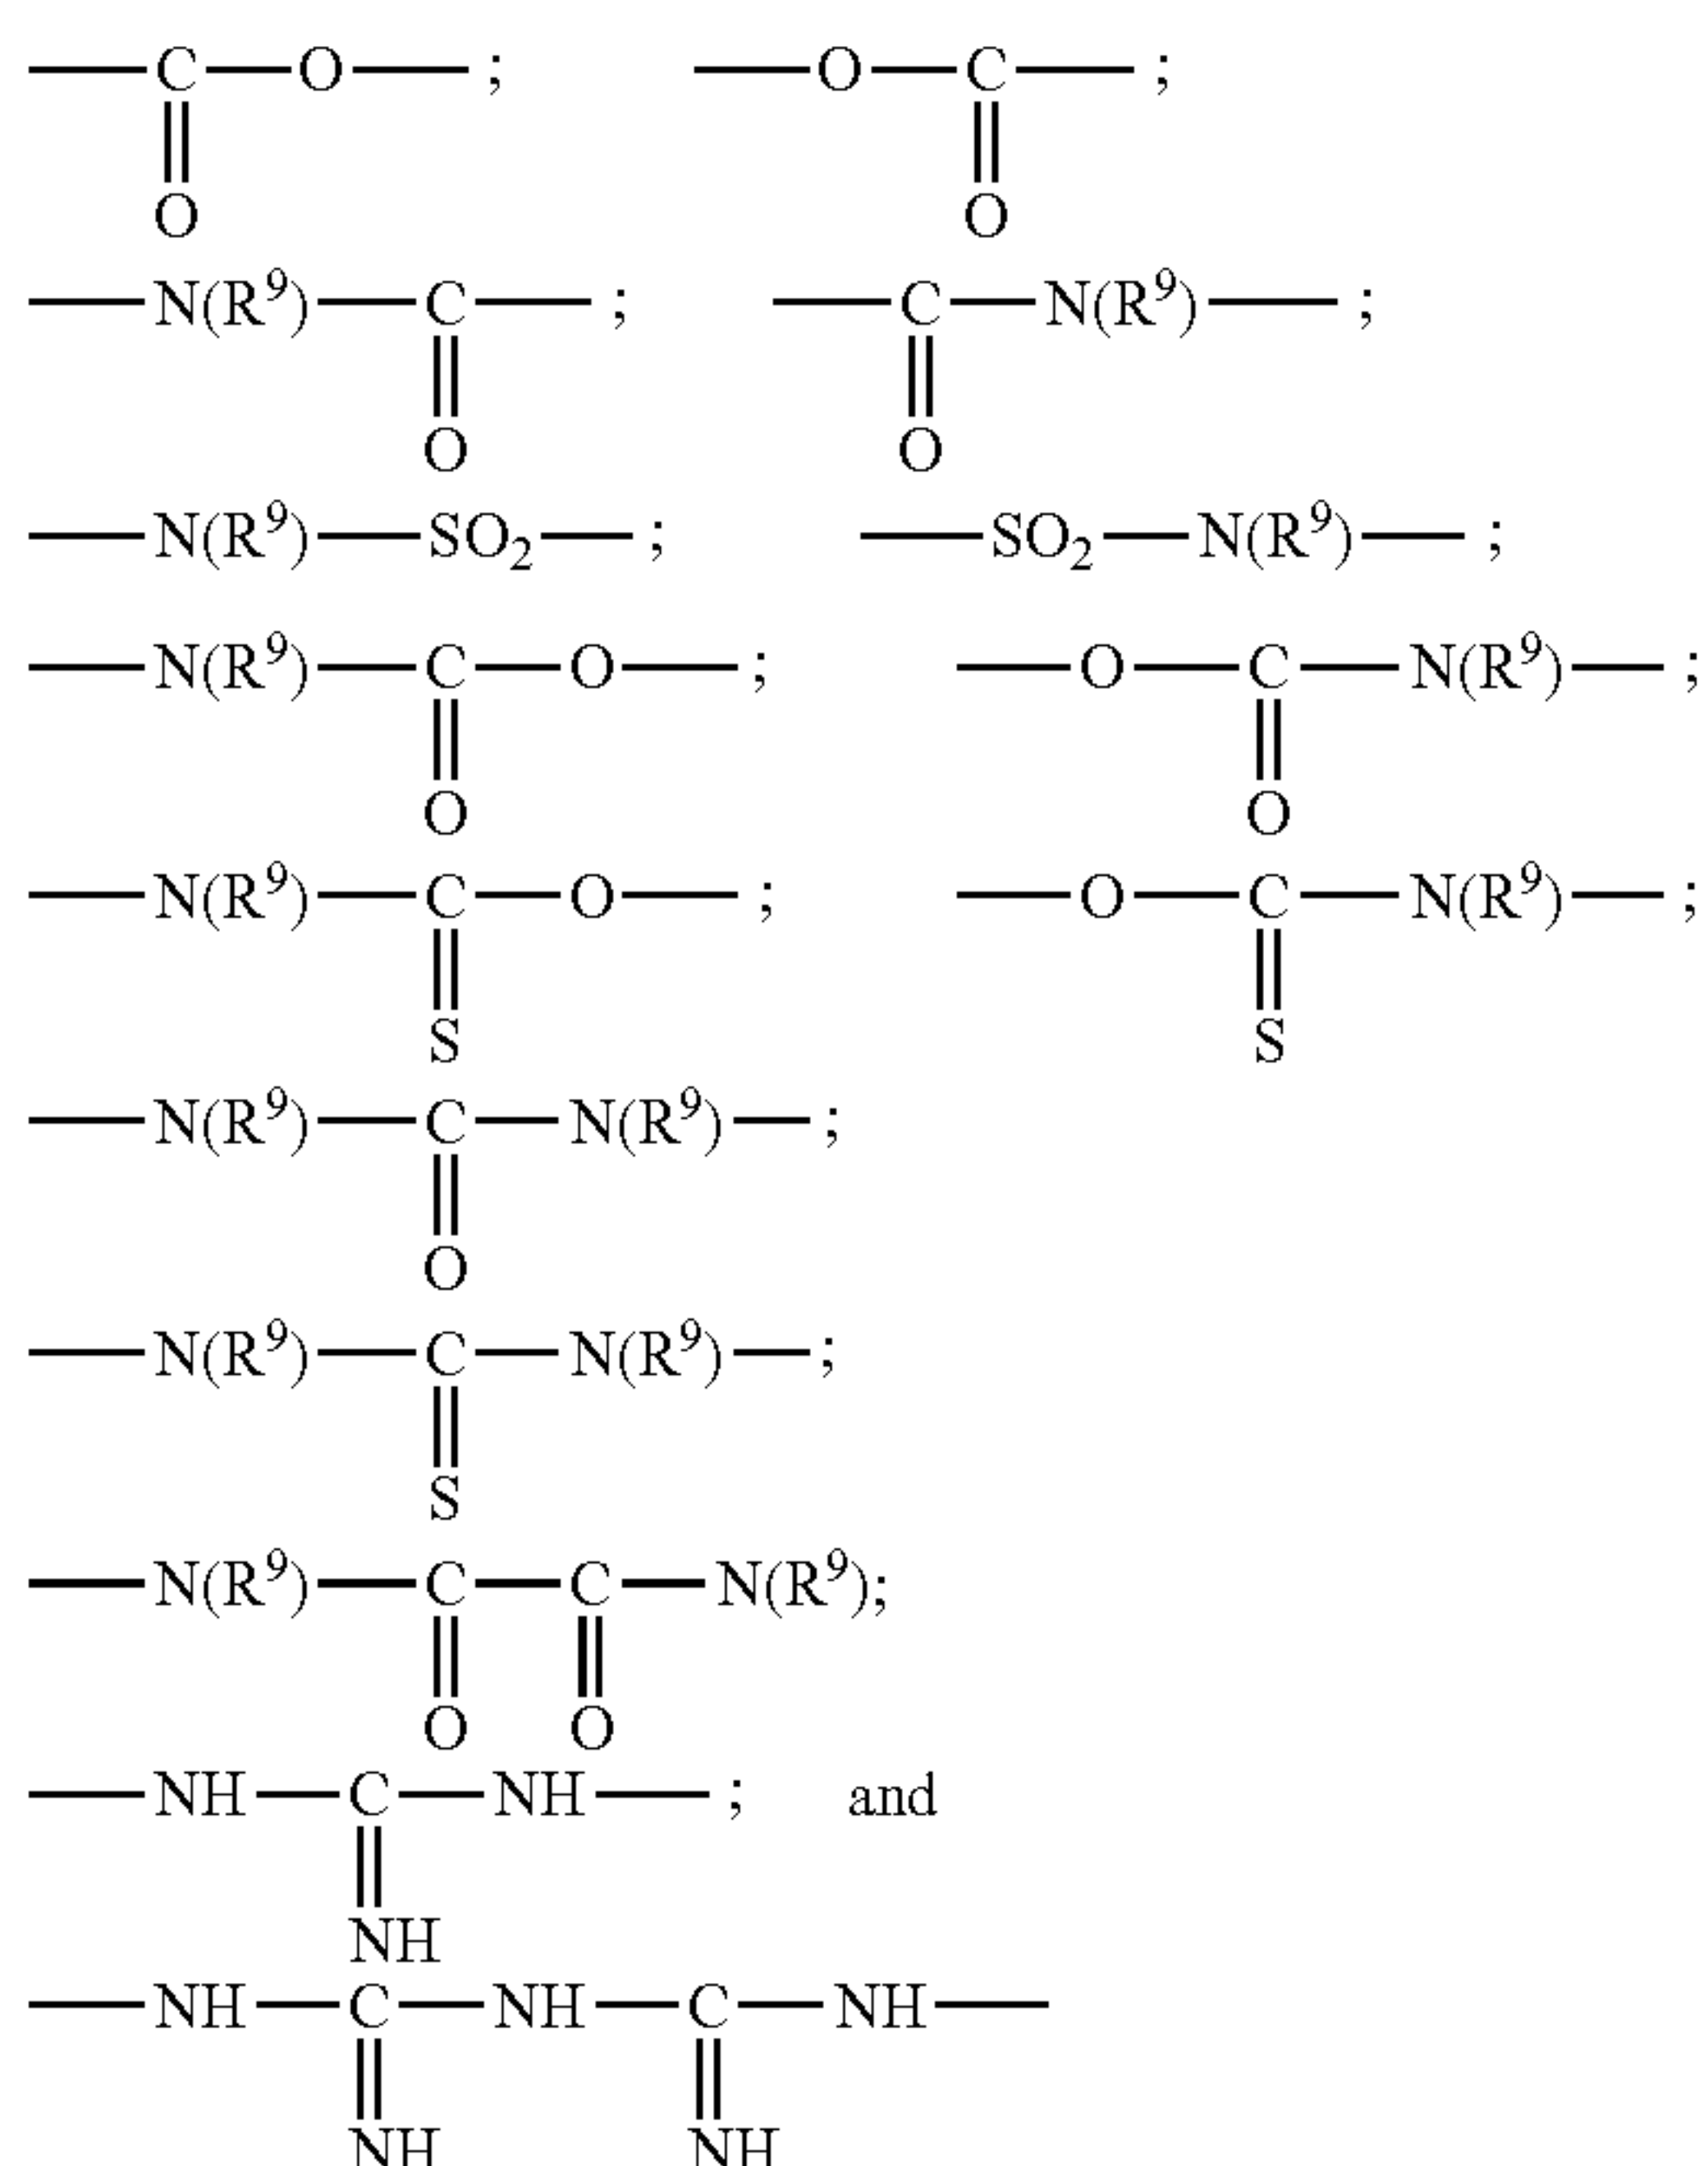 —C—O—; —O—C—;
O O
—N(R⁹)—C—; —C—N(R⁹)—;
O O
—N(R⁹)—SO₂—; —SO₂—N(R⁹)—;
—N(R⁹)—C—O—; —O—C—N(R⁹)—;
O O
—N(R⁹)—C—O—; —O—C—N(R⁹)—;
S S
—N(R⁹)—C—N(R⁹)—;
O
—N(R⁹)—C—N(R⁹)—;
S
—N(R⁹)—C—C—N(R⁹);
O O
—NH—C—NH—; and
NH
—NH—C—NH—C—NH—
NH NH